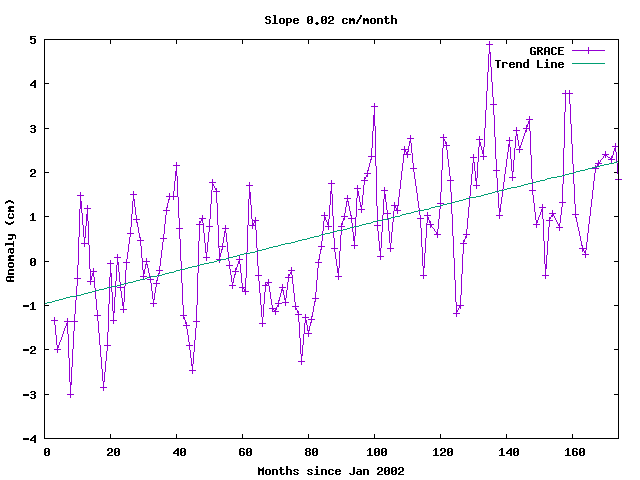 Slope 0.02 cm/month
5
GRACE
Trend Line
4
3
2
1
0
-1
-2
-3
-4
Anomaly (cm)
0 20 40 60 80 100 120 140 160
Months since Jan 2002